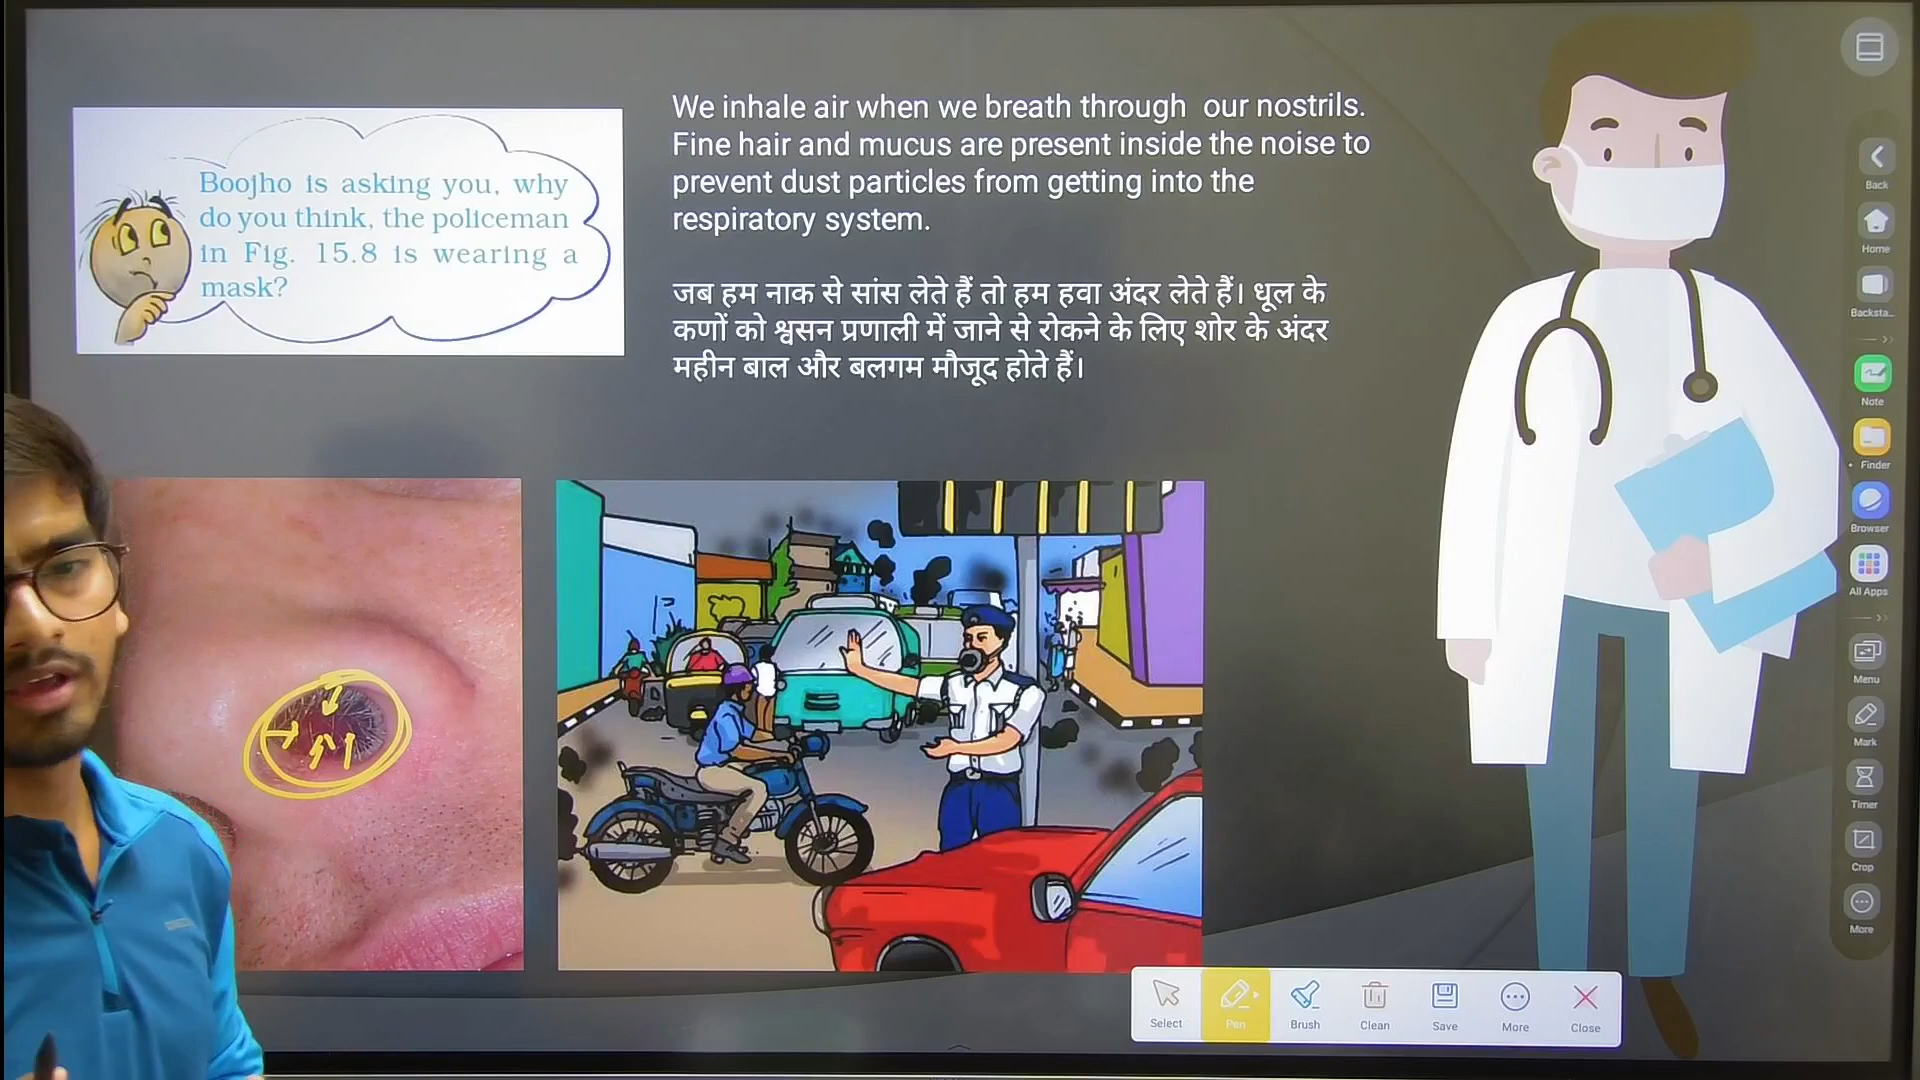 Boojho is asking you, why
do you think, the policeman
in Fig. 15.8 is wearing a
mask?
We inhale air when we breath through our nostrils.
Fine hair and mucus are present inside the noise to
prevent dust particles from getting into the
respiratory system.
जब हम नाक से सांस लेते हैं तो हम हवा अंदर लेते हैं। धूल के
कणों को श्वसन प्रणाली में जाने से रोकने के लिए शोर के अंदर
महीन बाल और बलगम मौजूद होते हैं।
Back
Home
Backsta...
Note
Finder
Browser
All Apps
Menu
Mark
Timer
Crop
More
Select
Pen
Brush
Clean
Save
More
Close